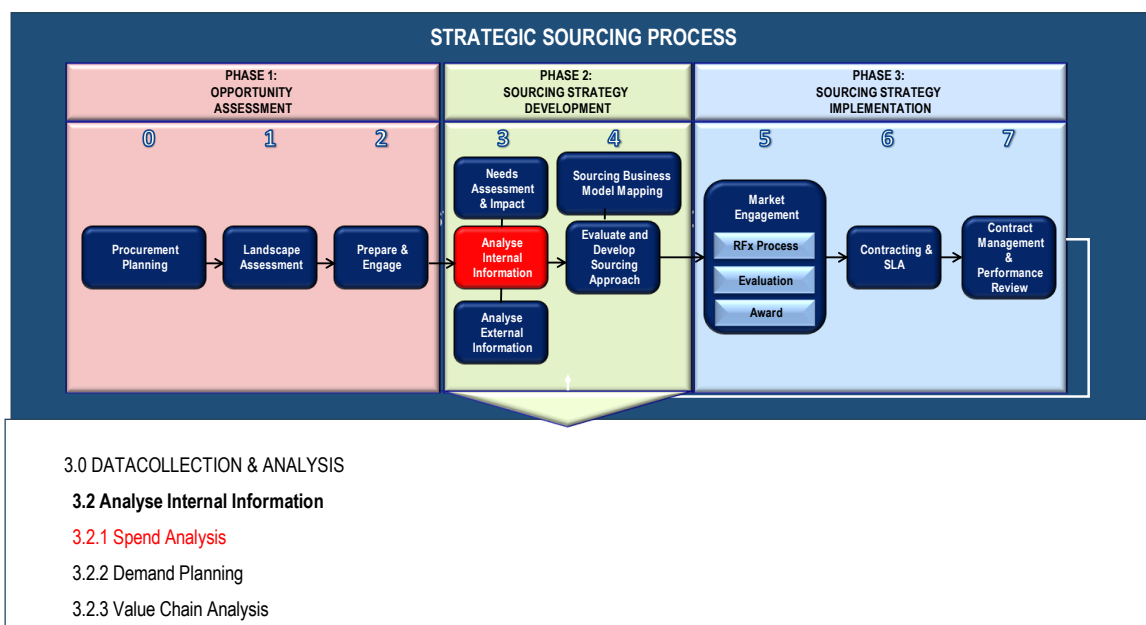 STRATEGIC SOURCING PROCESS
PHASE 1:
OPPORTUNITY
ASSESSMENT
PHASE 2:
SOURCING STRATEGY
DEVELOPMENT
PHASE 3:
SOURCING STRATEGY
IMPLEMENTATION
0
1
2
3
4
5
6
7
Procurement
Planning
Landscape
Assessment
Prepare &
Engage
Needs
Assessment
& Impact
Analyse
Internal
Information
Analyse
External
Information
Sourcing Business
Model Mapping
Evaluate and
Develop
Sourcing
Approach
Market
Engagement
RFx Process
Evaluation
Award
Contracting &
SLA
Contract
Management
&
Performance
Review
3.0 DATACOLLECTION & ANALYSIS
3.2 Analyse Internal Information
3.2.1 Spend Analysis
3.2.2 Demand Planning
3.2.3 Value Chain Analysis